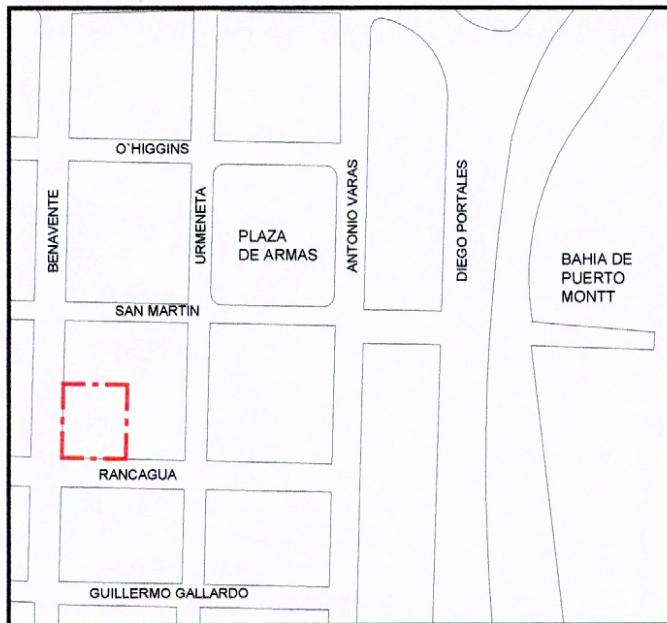 O`HIGGINS
BENAVENTE
URMENETA
PLAZA
DE ARMAS
ANTONIO VARAS
DIEGO PORTALES
BAHIA DE
PUERTO
MONTT
SAN MARTIN
RANCAGUA
GUILLERMO GALLARDO